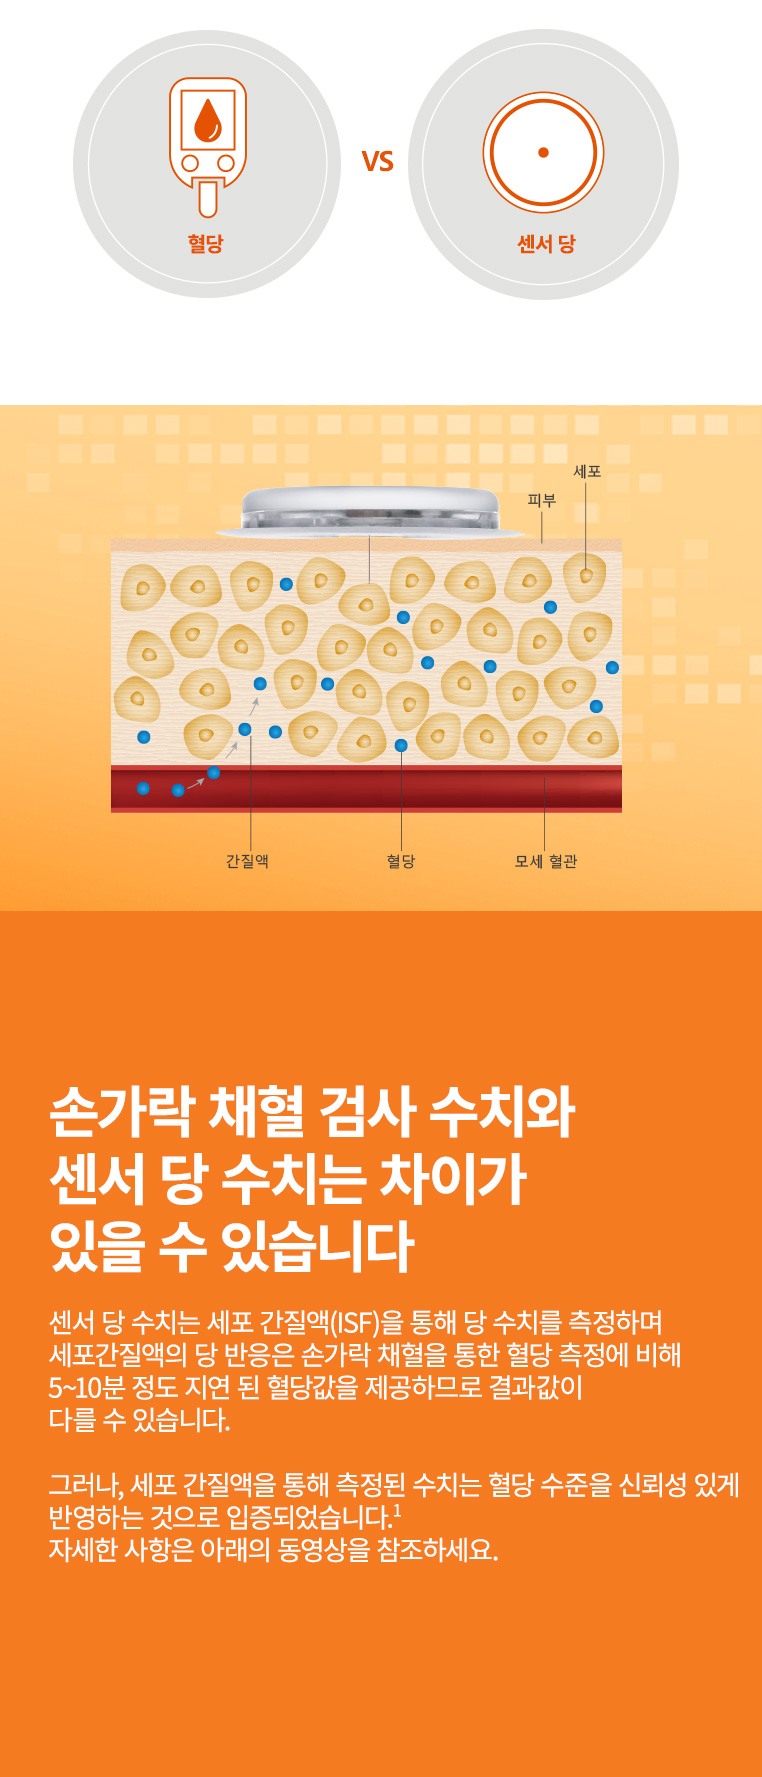 혈당
VS
센서 당
세포
피부
간질액
혈당
모세 혈관
손가락 채혈 검사 수치와
센서 당 수치는 차이가
있을 수 있습니다
센서 당 수치는 세포 간질액(ISF)을 통해 당 수치를 측정하며
세포간질액의 당 반응은 손가락 채혈을 통한 혈당 측정에 비해
5~10분 정도 지연 된 혈당값을 제공하므로 결과값이
다를 수 있습니다.
그러나, 세포 간질액을 통해 측정된 수치는 혈당 수준을 신뢰성 있게
반영하는 것으로 입증되었습니다.1
자세한 사항은 아래의 동영상을 참조하세요.